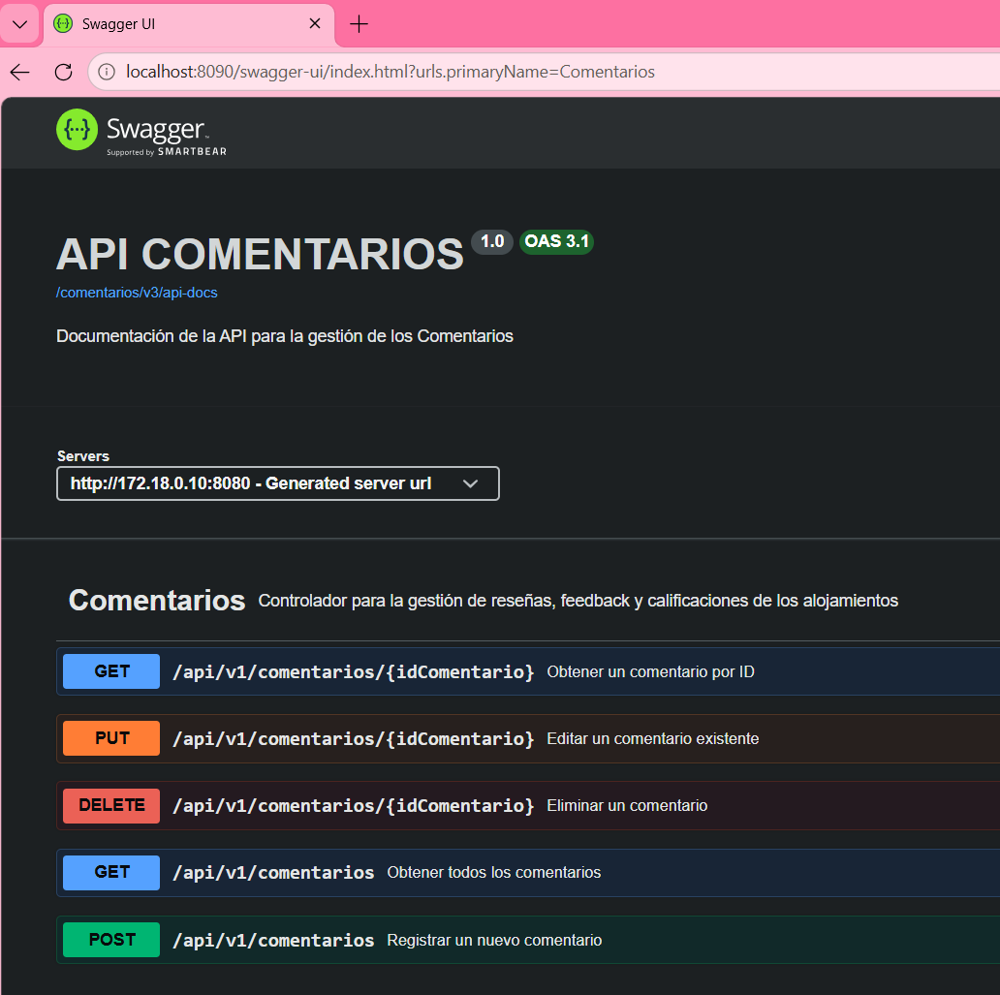 Swagger UI
localhost:8090/swagger-ui/index.html?urls.primaryName=Comentarios
{...} Swagger™
Supported by SMARTBEAR
API COMENTARIOS 1.0 OAS 3.1
/comentarios/v3/api-docs
Documentación de la API para la gestión de los Comentarios
Servers
http://172.18.0.10:8080 - Generated server url
Comentarios Controlador para la gestión de reseñas, feedback y calificaciones de los alojamientos
GET /api/v1/comentarios/{idComentario} Obtener un comentario por ID
PUT /api/v1/comentarios/{idComentario} Editar un comentario existente
DELETE /api/v1/comentarios/{idComentario} Eliminar un comentario
GET /api/v1/comentarios Obtener todos los comentarios
POST /api/v1/comentarios Registrar un nuevo comentario